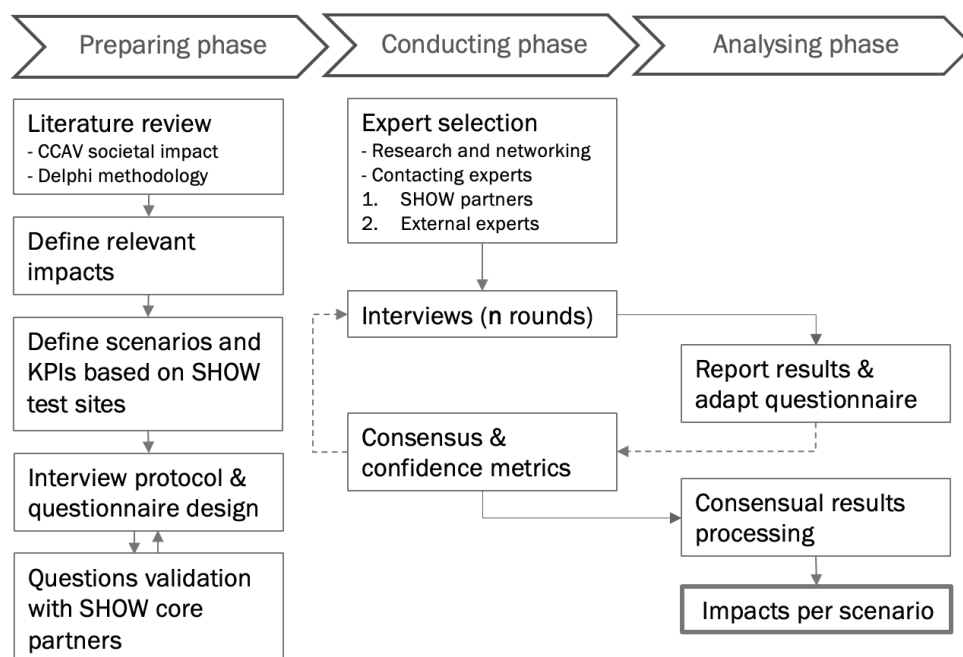 Preparing phase
Conducting phase
Analysing phase
Literature review
- CCAV societal impact
- Delphi methodology
Define relevant
impacts
Define scenarios and
KPIs based on SHOW
test sites
Interview protocol &
questionnaire design
Questions validation
with SHOW core
partners
Expert selection
- Research and networking
- Contacting experts
1. SHOW partners
2. External experts
Interviews (n rounds)
Consensus &
confidence metrics
Report results &
adapt questionnaire
Consensual results
processing
Impacts per scenario